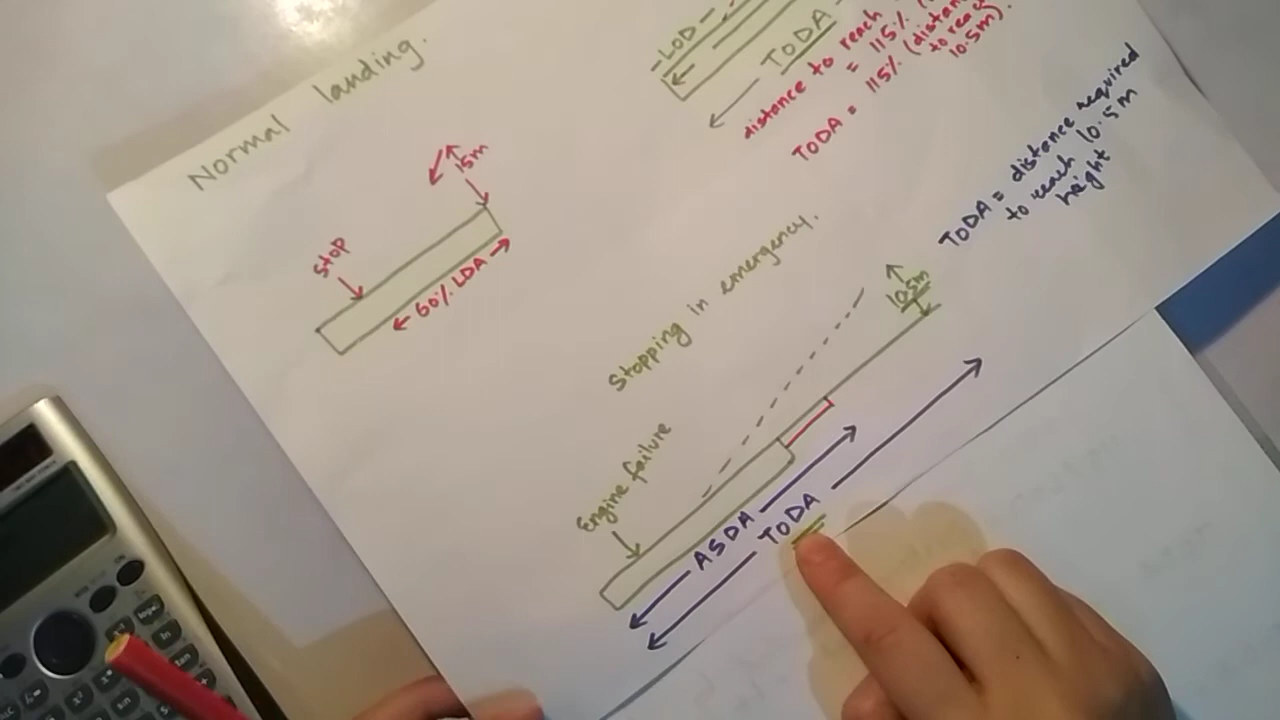 Normal landing.
15m
stop
60% LDA
LOD
TODA
distance to reach
= 115%
TODA = 115% (distance
to reach
10.5m).
Stopping in emergency.
Engine failure
10.5m
ASDA
TODA
TODA = distance required
to reach 10.5m
height